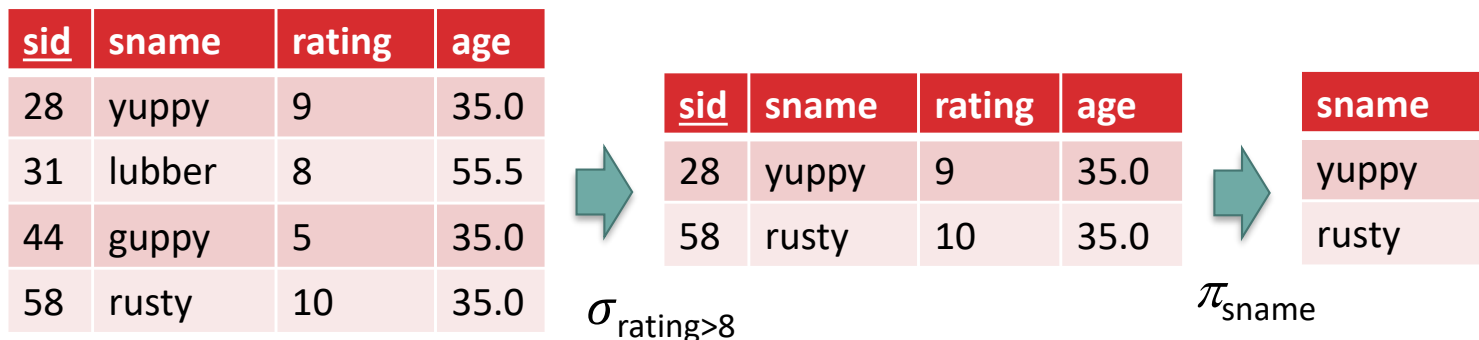 sid sname rating age
28 yuppy 9 35.0
31 lubber 8 55.5
44 guppy 5 35.0
58 rusty 10 35.0
σrating>8
sid sname rating age
28 yuppy 9 35.0
58 rusty 10 35.0
πsname
sname
yuppy
rusty